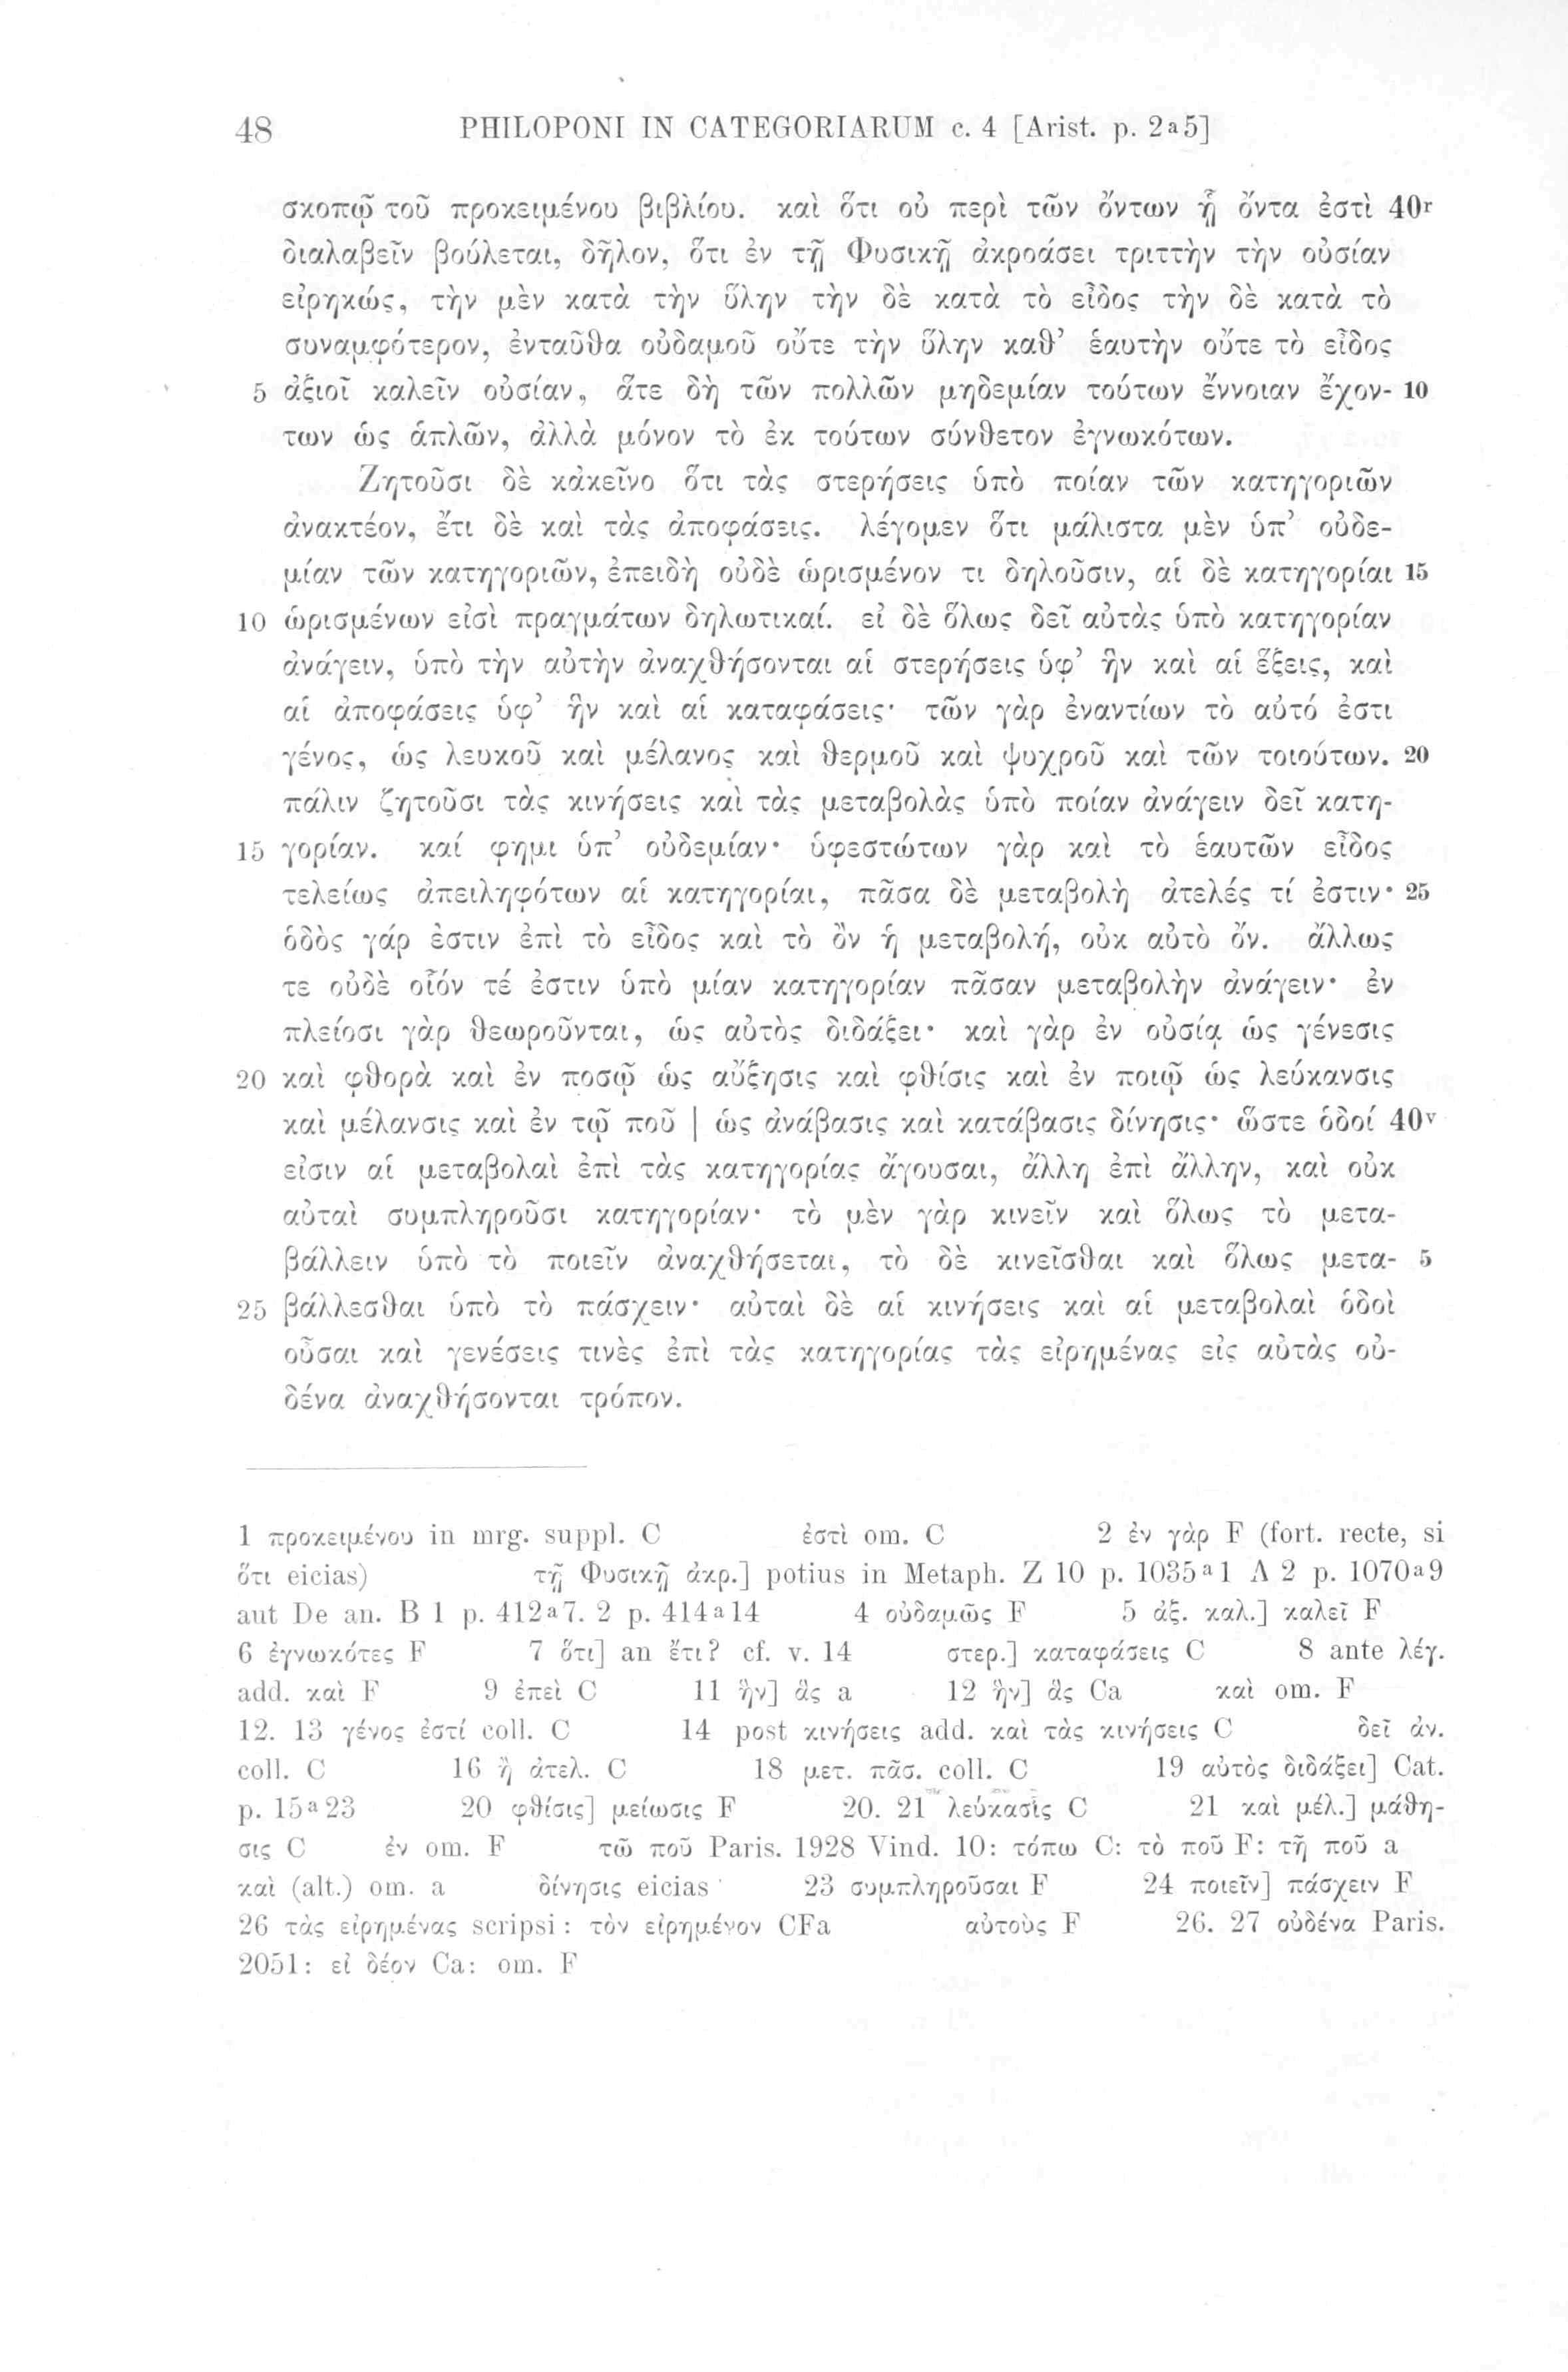 48 PHILOPONI IN CATEGORIARUM c. 4 [Arist. p. 2a5]
σκοπῷ τοῦ προκειμένου βιβλίου. καὶ ὅτι οὐ περὶ τῶν ὄντων ᾗ ὄντα ἐστὶ 40r
διαλαβεῖν βούλεται, δῆλον, ὅτι ἐν τῇ Φυσικῇ ἀκροάσει τριττὴν τὴν οὐσίαν
εἰρηκώς, τὴν μὲν κατὰ τὴν ὕλην τὴν δὲ κατὰ τὸ εἶδος τὴν δὲ κατὰ τὸ
συναμφότερον, ἐνταῦθα οὐδαμοῦ οὔτε τὴν ὕλην καθ’ ἑαυτὴν οὔτε τὸ εἶδος
5 ἀξιοῖ καλεῖν οὐσίαν, ἅτε δὴ τῶν πολλῶν μηδεμίαν τούτων ἔννοιαν ἔχον- 10
των ὡς ἁπλῶν, ἀλλὰ μόνον τὸ ἐκ τούτων σύνθετον ἐγνωκότων.
Ζητοῦσι δὲ κἀκεῖνο ὅτι τὰς στερήσεις ὑπὸ ποίαν τῶν κατηγοριῶν
ἀνακτέον, ἔτι δὲ καὶ τὰς ἀποφάσεις. λέγομεν ὅτι μάλιστα μὲν ὑπ’ οὐδε-
μίαν τῶν κατηγοριῶν, ἐπειδὴ οὐδὲ ὡρισμένον τι δηλοῦσιν, αἱ δὲ κατηγορίαι 15
10 ὡρισμένων εἰσὶ πραγμάτων δηλωτικαί. εἰ δὲ ὅλως δεῖ αὐτὰς ὑπὸ κατηγορίαν
ἀνάγειν, ὑπὸ τὴν αὐτὴν ἀναχθήσονται αἱ στερήσεις ὑφ’ ἣν καὶ αἱ ἕξεις, καὶ
αἱ ἀποφάσεις ὑφ’ ἣν καὶ αἱ καταφάσεις· τῶν γὰρ ἐναντίων τὸ αὐτό ἐστι
γένος, ὡς λευκοῦ καὶ μέλανος καὶ θερμοῦ καὶ ψυχροῦ καὶ τῶν τοιούτων. 20
πάλιν ζητοῦσι τὰς κινήσεις καὶ τὰς μεταβολὰς ὑπὸ ποίαν ἀνάγειν δεῖ κατη-
15 γορίαν. καί φημι ὑπ’ οὐδεμίαν· ὑφεστώτων γὰρ καὶ τὸ ἑαυτῶν εἶδος
τελείως ἀπειληφότων αἱ κατηγορίαι, πᾶσα δὲ μεταβολὴ ἀτελές τί ἐστιν· 25
ὁδὸς γάρ ἐστιν ἐπὶ τὸ εἶδος καὶ τὸ ὂν ἡ μεταβολή, οὐκ αὐτὸ ὄν. ἄλλως
τε οὐδὲ οἷόν τέ ἐστιν ὑπὸ μίαν κατηγορίαν πᾶσαν μεταβολὴν ἀνάγειν· ἐν
πλείοσι γὰρ θεωροῦνται, ὡς αὐτὸς διδάξει· καὶ γὰρ ἐν οὐσίᾳ ὡς γένεσις
20 καὶ φθορὰ καὶ ἐν ποσῷ ὡς αὔξησις καὶ φθίσις καὶ ἐν ποιῷ ὡς λεύκανσις
καὶ μέλανσις καὶ ἐν τῷ ποῦ | ὡς ἀνάβασις καὶ κατάβασις δίνησις· ὥστε ὁδοί 40v
εἰσιν αἱ μεταβολαὶ ἐπὶ τὰς κατηγορίας ἄγουσαι, ἄλλη ἐπὶ ἄλλην, καὶ οὐκ
αὐταὶ συμπληροῦσι κατηγορίαν· τὸ μὲν γὰρ κινεῖν καὶ ὅλως τὸ μετα-
βάλλειν ὑπὸ τὸ ποιεῖν ἀναχθήσεται, τὸ δὲ κινεῖσθαι καὶ ὅλως μετα- 5
25 βάλλεσθαι ὑπὸ τὸ πάσχειν· αὐταὶ δὲ αἱ κινήσεις καὶ αἱ μεταβολαὶ ὁδοὶ
οὖσαι καὶ γενέσεις τινὲς ἐπὶ τὰς κατηγορίας τὰς εἰρημένας εἰς αὐτὰς οὐ-
δένα ἀναχθήσονται τρόπον.
1 προκειμένου in mrg. suppl. C ἐστὶ om. C 2 ἐν γὰρ F (fort. recte, si
ὅτι eicias) τῇ Φυσικῇ ἀκρ.] potius in Metaph. Z 10 p. 1035a1 Λ 2 p. 1070a9
aut De an. B 1 p. 412a7. 2 p. 414a14 4 οὐδαμῶς F 5 ἀξ. καλ.] καλεῖ F
6 ἐγνωκότες F 7 ὅτι] an ἔτι? cf. v. 14 στερ.] καταφάσεις C 8 ante λέγ.
add. καὶ F 9 ἐπεὶ C 11 ἣν] ἃς a 12 ἣν] ἃς Ca καὶ om. F
12. 13 γένος ἐστί coll. C 14 post κινήσεις add. καὶ τὰς κινήσεις C δεῖ ἀν.
coll. C 16 ἢ ἀτελ. C 18 μετ. πᾶσ. coll. C 19 αὐτὸς διδάξει] Cat.
p. 15a23 20 φθίσις] μείωσις F 20. 21 λεύκασις C 21 καὶ μέλ.] μάθη-
σις C ἐν om. F τῶ ποῦ Paris. 1928 Vind. 10: τόπω C: τὸ ποῦ F: τῆ ποῦ a
καὶ (alt.) om. a δίνησις eicias 23 συμπληροῦσαι F 24 ποιεῖν] πάσχειν F
26 τὰς εἰρημένας scripsi: τὸν εἰρημένον CFa αὐτοὺς F 26. 27 οὐδένα Paris.
2051: εἰ δέον Ca: om. F